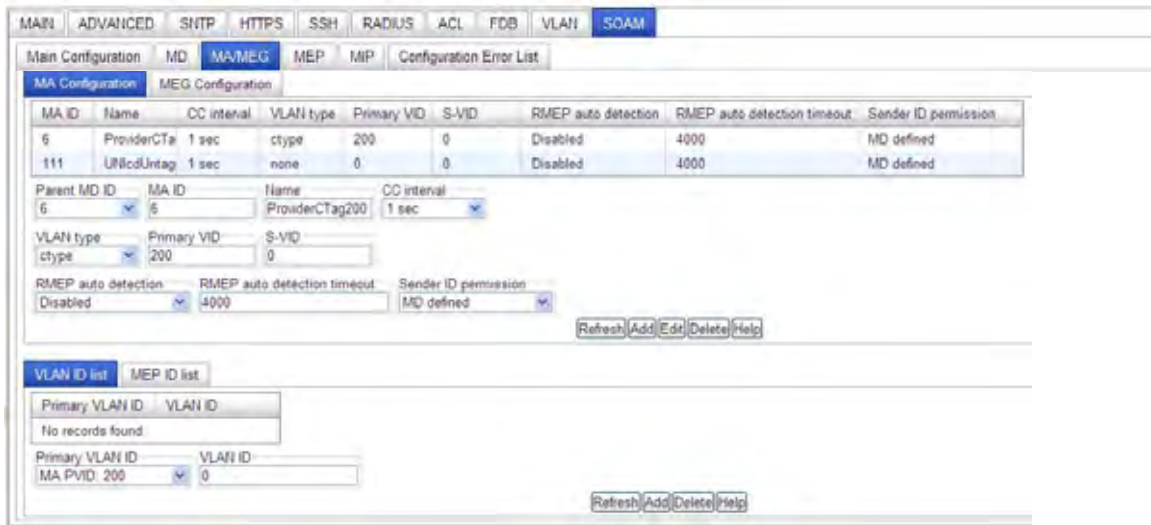 MAIN ADVANCED SNTP HTTPS SSH RADIUS ACL FDB VLAN SOAM
Main Configuration MD MA/MEG MEP MIP Configuration Error List
MA Configuration MEG Configuration
MA ID Name CC interval VLAN type Primary VID S-VID RMEP auto detection RMEP auto detection timeout Sender ID permission
6 ProviderCTa 1 sec ctype 200 0 Disabled 4000 MD defined
111 UNIcdUntag 1 sec none 0 0 Disabled 4000 MD defined
Parent MD ID MA ID Name CC interval
6 6 ProviderCTag200 1 sec
VLAN type Primary VID S-VID
ctype 200 0
RMEP auto detection RMEP auto detection timeout Sender ID permission
Disabled 4000 MD defined
Refresh Add Edit Delete Help
VLAN ID list MEP ID list
Primary VLAN ID VLAN ID
No records found
Primary VLAN ID VLAN ID
MA PVID: 200 0
Refresh Add Delete Help